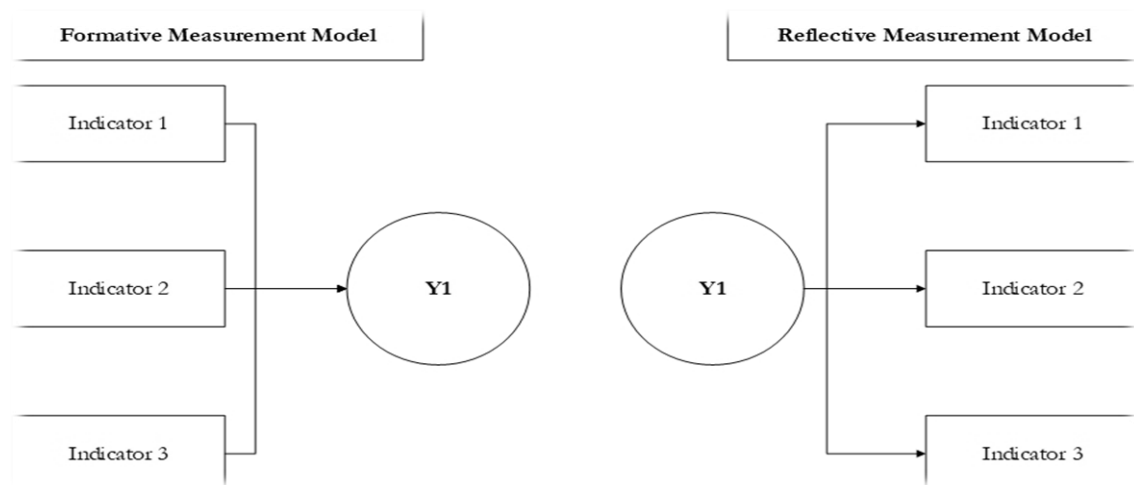 Formative Measurement Model
Reflective Measurement Model
Indicator 1
Indicator 1
Indicator 2
Y1
Y1
Indicator 2
Indicator 3
Indicator 3